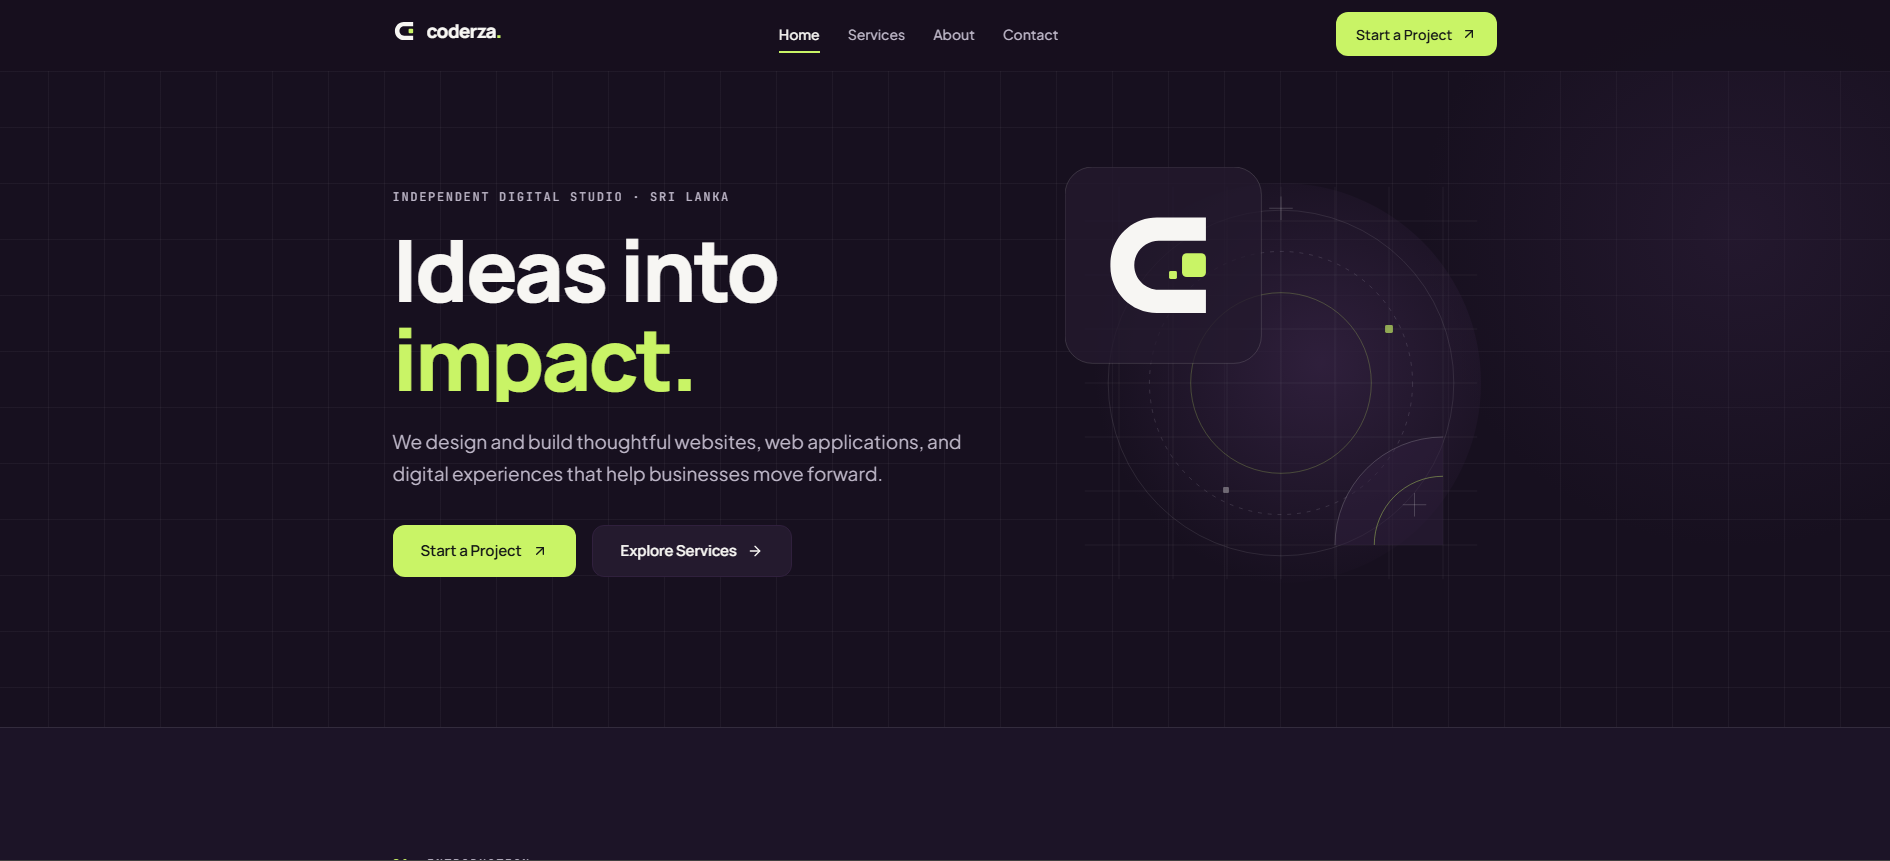 coderza.
Home
Services
About
Contact
Start a Project
INDEPENDENT DIGITAL STUDIO · SRI LANKA
Ideas into
impact.
We design and build thoughtful websites, web applications, and
digital experiences that help businesses move forward.
Start a Project
Explore Services